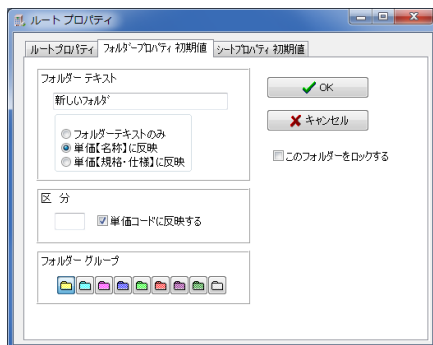 ルート プロパティ
ルートプロパティ
フォルダープロパティ 初期値
シートプロパティ 初期値
フォルダー テキスト
新しいフォルダ
フォルダーテキストのみ
単価【名称】に反映
単価【規格・仕様】に反映
OK
キャンセル
このフォルダーをロックする
区 分
単価コードに反映する
フォルダー グループ